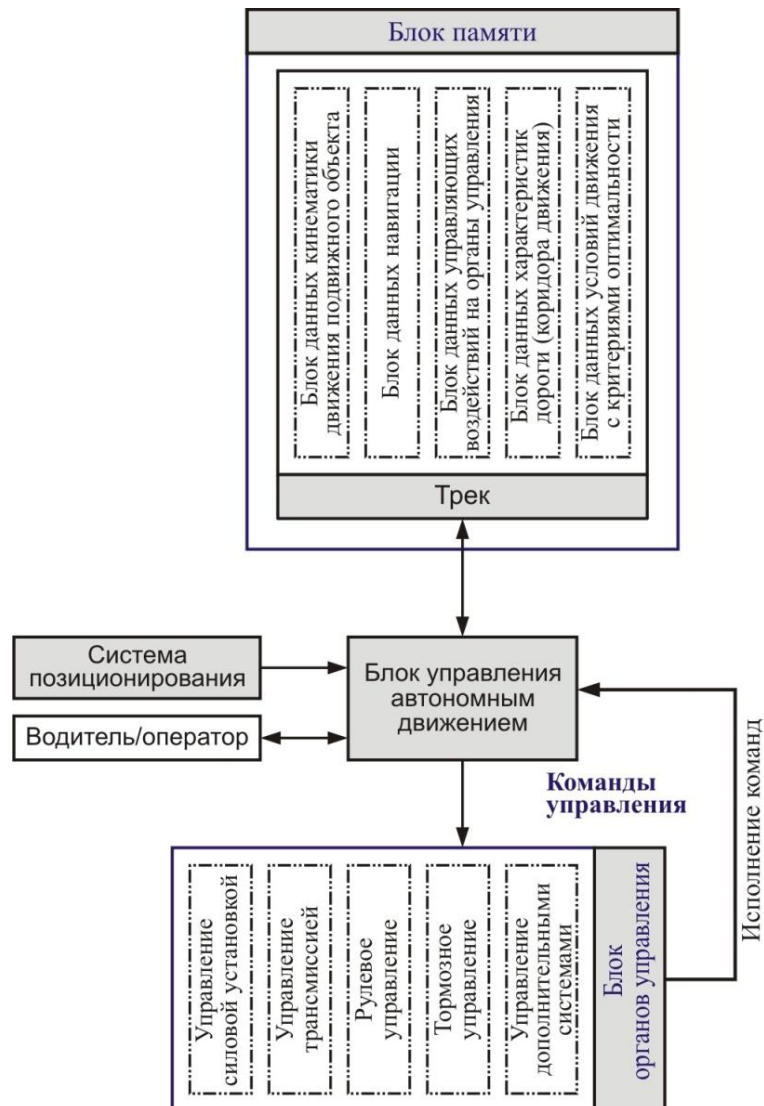 Блок памяти
Блок данных кинематики
движения подвижного объекта
Блок данных навигации
Блок данных управляющих
воздействий на органы управления
Блок данных характеристик
дороги (коридора движения)
Блок данных условий движения
с критериями оптимальности
Трек
Система
позиционирования
Водитель/оператор
Блок управления
автономным
движением
Команды
управления
Исполнение команд
Управление
силовой установкой
Управление
трансмиссией
Рулевое
управление
Тормозное
управление
Управление
дополнительными
системами
Блок
органов управления